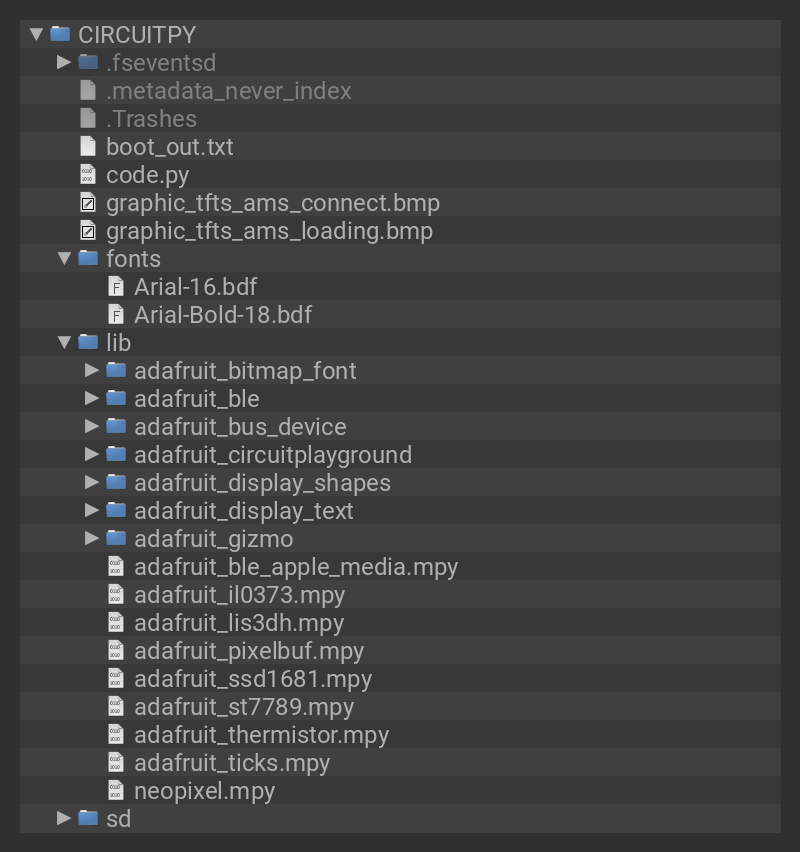 CIRCUITPY
.fseventsd
.metadata_never_index
.Trashes
boot_out.txt
code.py
graphic_tfts_ams_connect.bmp
graphic_tfts_ams_loading.bmp
fonts
Arial-16.bdf
Arial-Bold-18.bdf
lib
adafruit_bitmap_font
adafruit_ble
adafruit_bus_device
adafruit_circuitplayground
adafruit_display_shapes
adafruit_display_text
adafruit_gizmo
adafruit_ble_apple_media.mpy
adafruit_il0373.mpy
adafruit_lis3dh.mpy
adafruit_pixelbuf.mpy
adafruit_ssd1681.mpy
adafruit_st7789.mpy
adafruit_thermistor.mpy
adafruit_ticks.mpy
neopixel.mpy
sd